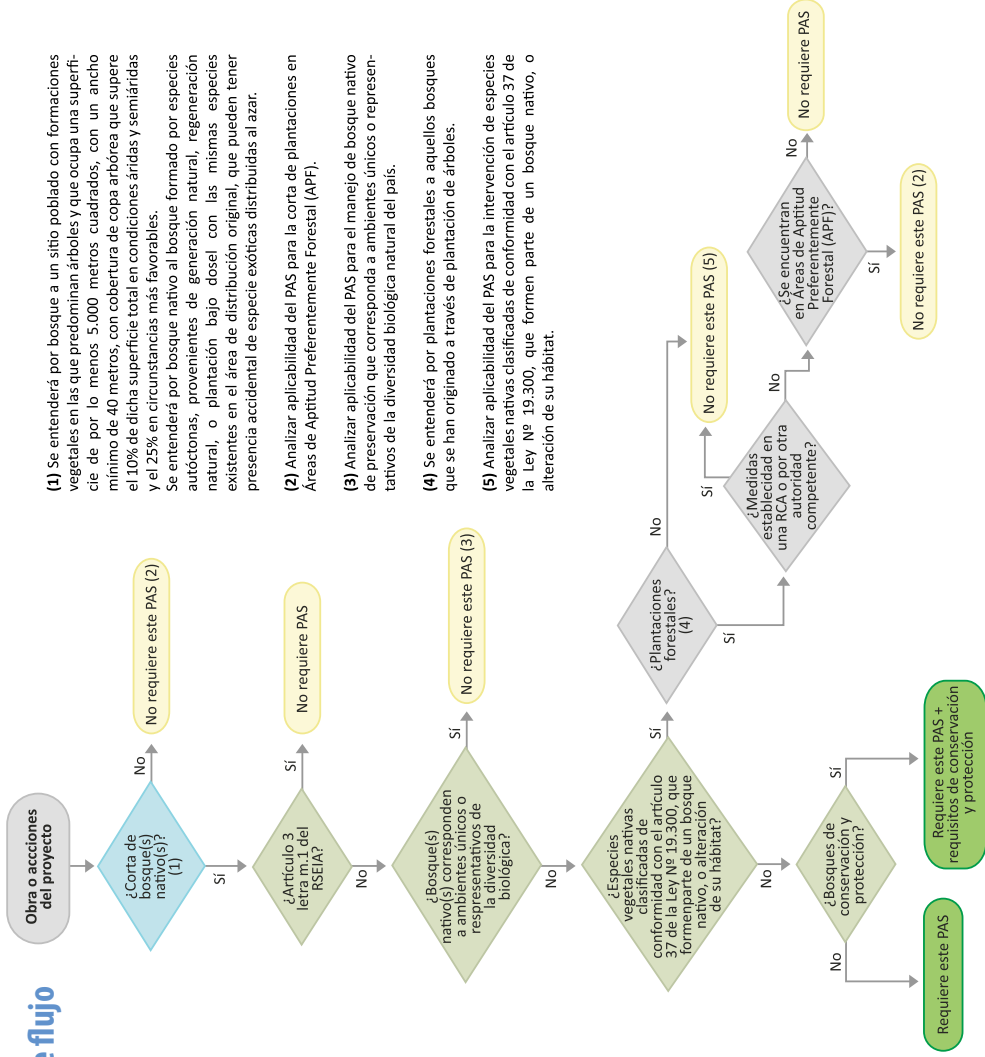 e flujo
Obra o accciones
del proyecto
¿Corta de
bosque(s)
nativo(s)?
(1)
No
No requiere este PAS (2)
Sí
¿Artículo 3
letra m.1 del
RSEIA?
Sí
No requiere PAS
No
¿Bosque(s)
nativo(s) corresponden
a ambientes únicos o
respresentativos de
la diversidad
biológica?
Sí
No requiere este PAS (3)
No
¿Especies
vegetales nativas
clasificadas de
conformidad con el artículo
37 de la Ley Nº 19.300, que
formenparte de un bosque
nativo, o alteración
de su hábitat?
Sí
No
¿Bosques de
conservación y
protección?
No
Requiere este PAS
Sí
Requiere este PAS +
requisitos de conservación
y protección
¿Plantaciones
forestales?
(4)
No
Sí
¿Medidas
establecidad en
una RCA o por otra
autoridad
competente?
Sí
No requiere este PAS (5)
No
¿Se encuentran
en Áreas de Aptitud
Preferentemente
Forestal (APF)?
No
No requiere PAS
Sí
No requiere este PAS (2)
(1) Se entenderá por bosque a un sitio poblado con formaciones
vegetales en las que predominan árboles y que ocupa una superfi-
cie de por lo menos 5.000 metros cuadrados, con un ancho
mínimo de 40 metros, con cobertura de copa arbórea que supere
el 10% de dicha superficie total en condiciones áridas y semiáridas
y el 25% en circunstancias más favorables.
Se entenderá por bosque nativo al bosque formado por especies
autóctonas, provenientes de generación natural, regeneración
natural, o plantación bajo dosel con las mismas especies
existentes en el área de distribución original, que pueden tener
presencia accidental de especie exóticas distribuidas al azar.
(2) Analizar aplicabilidad del PAS para la corta de plantaciones en
Áreas de Aptitud Preferentemente Forestal (APF).
(3) Analizar aplicabilidad del PAS para el manejo de bosque nativo
de preservación que corresponda a ambientes únicos o represen-
tativos de la diversidad biológica natural del país.
(4) Se entenderá por plantaciones forestales a aquellos bosques
que se han originado a través de plantación de árboles.
(5) Analizar aplicabilidad del PAS para la intervención de especies
vegetales nativas clasificadas de conformidad con el artículo 37 de
la Ley Nº 19.300, que formen parte de un bosque nativo, o
alteración de su hábitat.